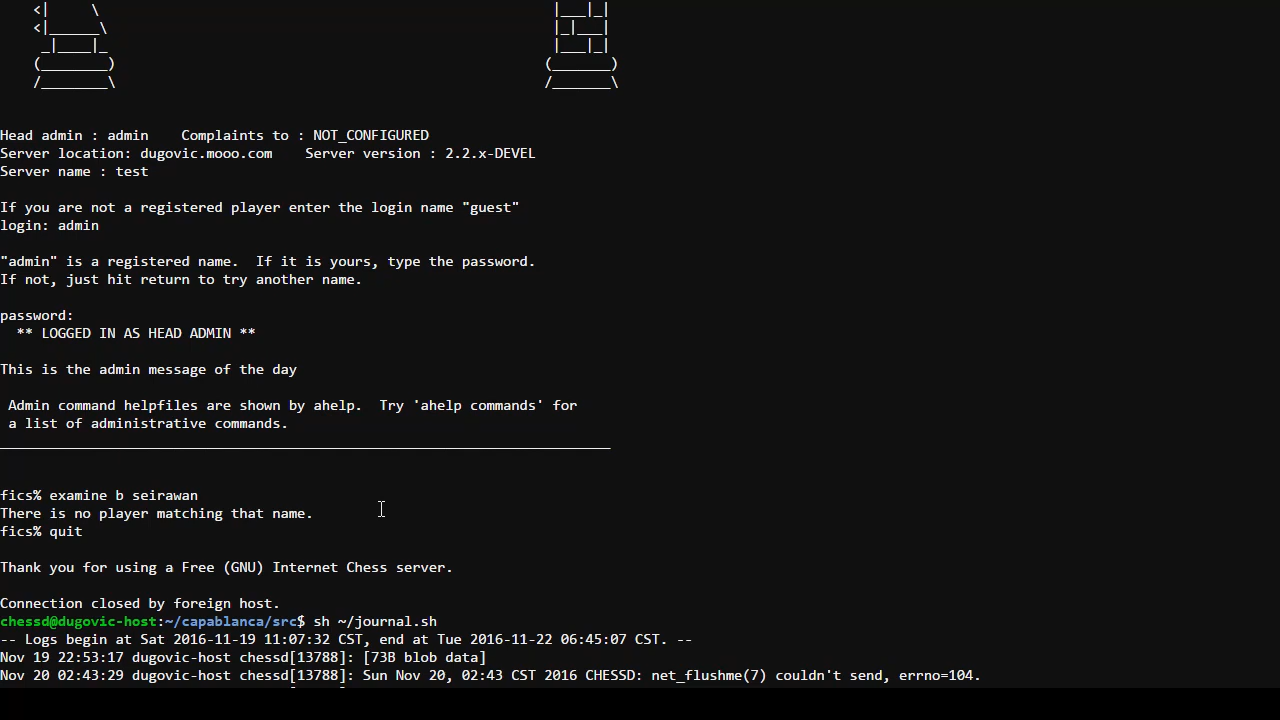 <|     \                                                       |___|_|
<|______\                                                      |_|___|
_|____|_                                                      |___|_|
(________)                                                    (_______)
/________\                                                    /_______\
Head admin : admin    Complaints to : NOT_CONFIGURED
Server location: dugovic.mooo.com    Server version : 2.2.x-DEVEL
Server name : test
If you are not a registered player enter the login name "guest"
login: admin
"admin" is a registered name.  If it is yours, type the password.
If not, just hit return to try another name.
password:
  ** LOGGED IN AS HEAD ADMIN **
This is the admin message of the day
 Admin command helpfiles are shown by ahelp.  Try 'ahelp commands' for
 a list of administrative commands.
__________________________________________________________________________
fics% examine b seirawan
There is no player matching that name.
fics% quit
Thank you for using a Free (GNU) Internet Chess server.
Connection closed by foreign host.
chessd@dugovic-host:~/capablanca/src$ sh ~/journal.sh
-- Logs begin at Sat 2016-11-19 11:07:32 CST, end at Tue 2016-11-22 06:45:07 CST. --
Nov 19 22:53:17 dugovic-host chessd[13788]: [73B blob data]
Nov 20 02:43:29 dugovic-host chessd[13788]: Sun Nov 20, 02:43 CST 2016 CHESSD: net_flushme(7) couldn't send, errno=104.